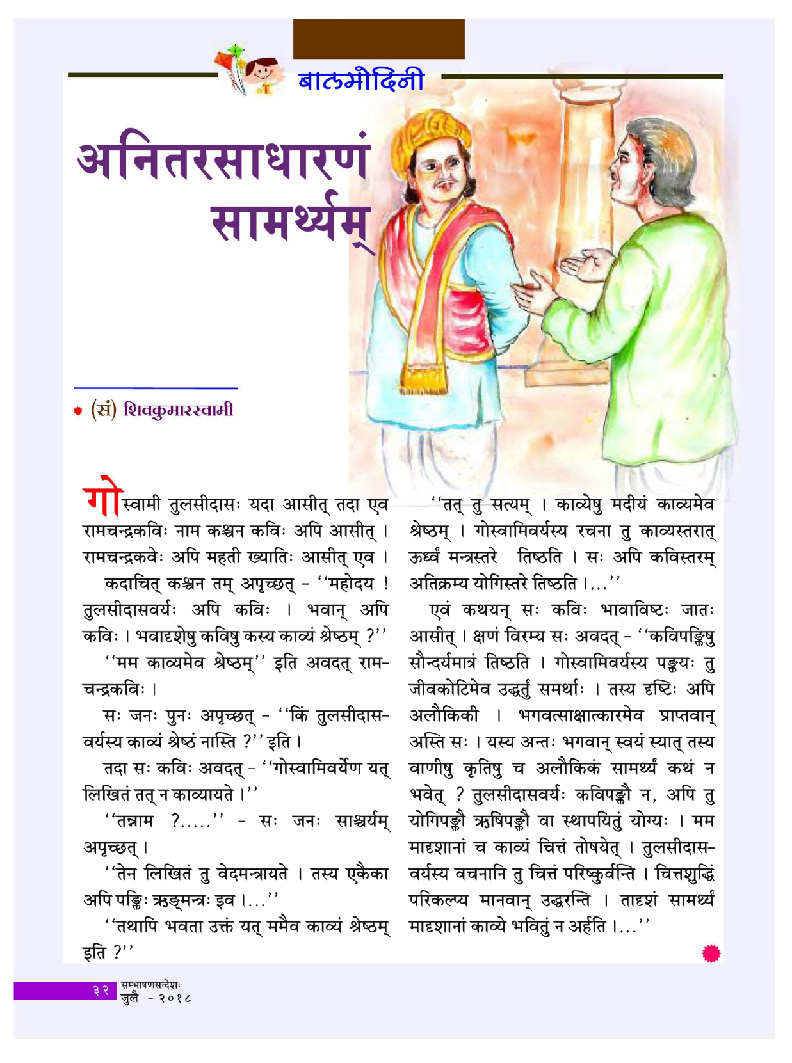 बालमोदिनी
अनितरसाधारणं
सामर्थ्यम्
• (सं) शिवकुमारस्वामी
गोस्वामी तुलसीदासः यदा आसीत् तदा एव
रामचन्द्रकविः नाम कश्चन कविः अपि आसीत् ।
रामचन्द्रकवेः अपि महती ख्यातिः आसीत् एव ।
कदाचित् कश्चन तम् अपृच्छत् – ‘‘महोदय !
तुलसीदासवर्यः अपि कविः । भवान् अपि
कविः । भवादृशेषु कविषु कस्य काव्यं श्रेष्ठम् ?’’
‘‘मम काव्यमेव श्रेष्ठम्’’ इति अवदत् राम-
चन्द्रकविः ।
सः जनः पुनः अपृच्छत् – ‘‘किं तुलसीदास-
वर्यस्य काव्यं श्रेष्ठं नास्ति ?’’ इति ।
तदा सः कविः अवदत् – ‘‘गोस्वामिवर्येण यत्
लिखितं तत् न काव्यायते ।’’
‘‘तन्नाम ?.....’’ – सः जनः साश्चर्यम्
अपृच्छत् ।
‘‘तेन लिखितं तु वेदमन्त्रायते । तस्य एकैका
अपि पङ्क्तिः ऋङ्मन्त्रः इव ।...’’
‘‘तथापि भवता उक्तं यत् ममैव काव्यं श्रेष्ठम्
इति ?’’
‘‘तत् तु सत्यम् । काव्येषु मदीयं काव्यमेव
श्रेष्ठम् । गोस्वामिवर्यस्य रचना तु काव्यस्तरात्
ऊर्ध्वं मन्त्रस्तरे तिष्ठति । सः अपि कविस्तरम्
अतिक्रम्य योगिस्तरे तिष्ठति ।...’’
एवं कथयन् सः कविः भावाविष्टः जातः
आसीत् । क्षणं विरम्य सः अवदत् – ‘‘कविपङ्क्तिषु
सौन्दर्यमात्रं तिष्ठति । गोस्वामिवर्यस्य पङ्क्तयः तु
जीवकोटिमेव उद्धर्तुं समर्थाः । तस्य दृष्टिः अपि
अलौकिकी । भगवत्साक्षात्कारमेव प्राप्तवान्
अस्ति सः । यस्य अन्तः भगवान् स्वयं स्यात् तस्य
वाणीषु कृतिषु च अलौकिकं सामर्थ्यं कथं न
भवेत् ? तुलसीदासवर्यः कविपङ्क्तौ न, अपि तु
योगिपङ्क्तौ ऋषिपङ्क्तौ वा स्थापयितुं योग्यः । मम
मादृशानां च काव्यं चित्तं तोषयेत् । तुलसीदास-
वर्यस्य वचनानि तु चित्तं परिष्कुर्वन्ति । चित्तशुद्धिं
परिकल्प्य मानवान् उद्धरन्ति । तादृशं सामर्थ्यं
मादृशानां काव्ये भवितुं न अर्हति ।...’’
३२
सम्भाषणसन्देशः
जुलै - २०१८